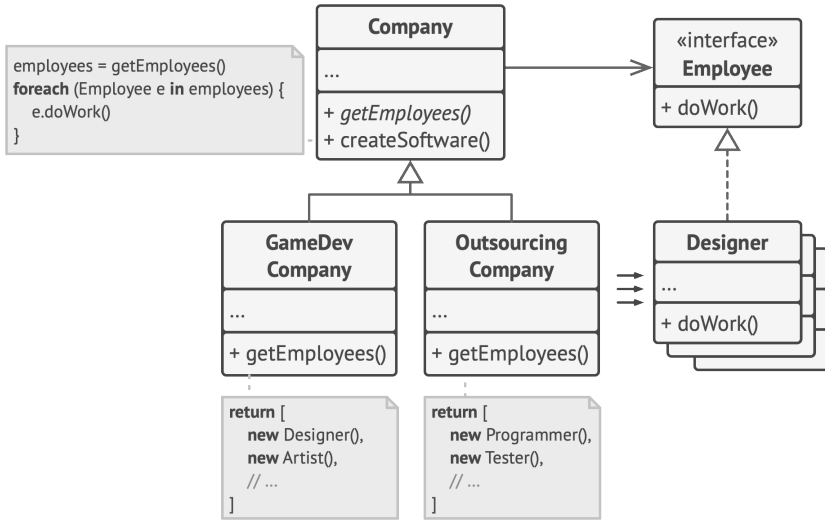 Company
...
+ getEmployees()
+ createSoftware()
employees = getEmployees()
foreach (Employee e in employees) {
e.doWork()
}
«interface»
Employee
+ doWork()
GameDev
Company
...
+ getEmployees()
Outsourcing
Company
...
+ getEmployees()
Designer
...
+ doWork()
return [
new Designer(),
new Artist(),
// ...
]
return [
new Programmer(),
new Tester(),
// ...
]